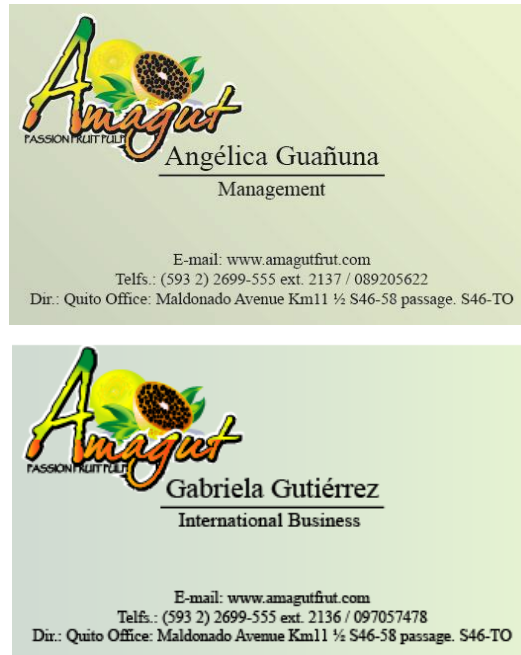 Amagut
PASSION FRUIT PULP
Angélica Guañuna
Management
E-mail: www.amagutfrut.com
Telfs.: (593 2) 2699-555 ext. 2137 / 089205622
Dir.: Quito Office: Maldonado Avenue Km11 ½ S46-58 passage. S46-TO
Amagut
PASSION FRUIT PULP
Gabriela Gutiérrez
International Business
E-mail: www.amagutfrut.com
Telfs.: (593 2) 2699-555 ext. 2136 / 097057478
Dir.: Quito Office: Maldonado Avenue Km11 ½ S46-58 passage. S46-TO